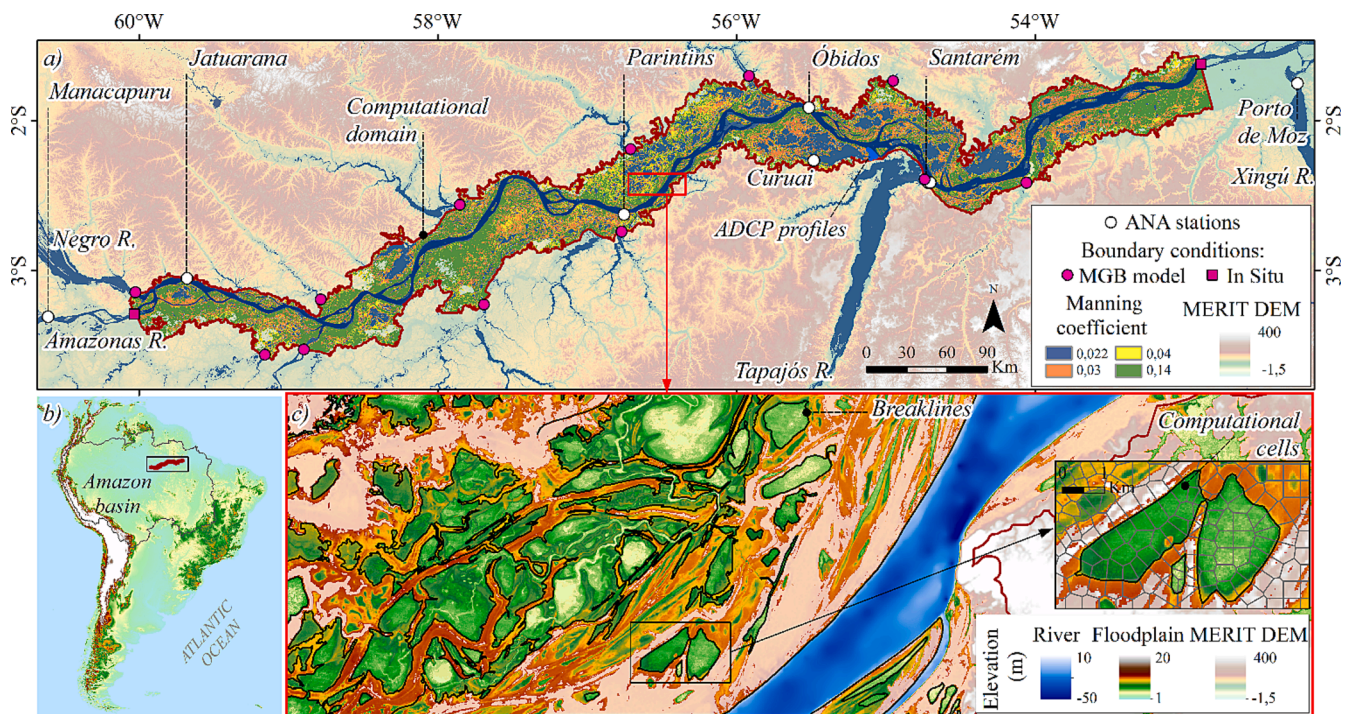 60°W
58°W
56°W
54°W
a)
Jatuarana
Parintins
Óbidos
Santarém
Manacapuru
Computational
domain
2°S
2°S
Porto
de Moz
Xingú R.
Curuai
ADCP profiles
Negro R.
3°S
3°S
Amazonas R.
Tapajós R.
N
0 30 60 90
Km
ANA stations
Boundary conditions:
MGB model
In Situ
Manning
coefficient
MERIT DEM
0,022
0,04
0,03
0,14
400
-1,5
b)
Amazon
basin
ATLANTIC
OCEAN
c)
Breaklines
Computational
cells
0 1
Km
Elevation
(m)
River
Floodplain
MERIT DEM
10
-50
20
1
400
-1,5